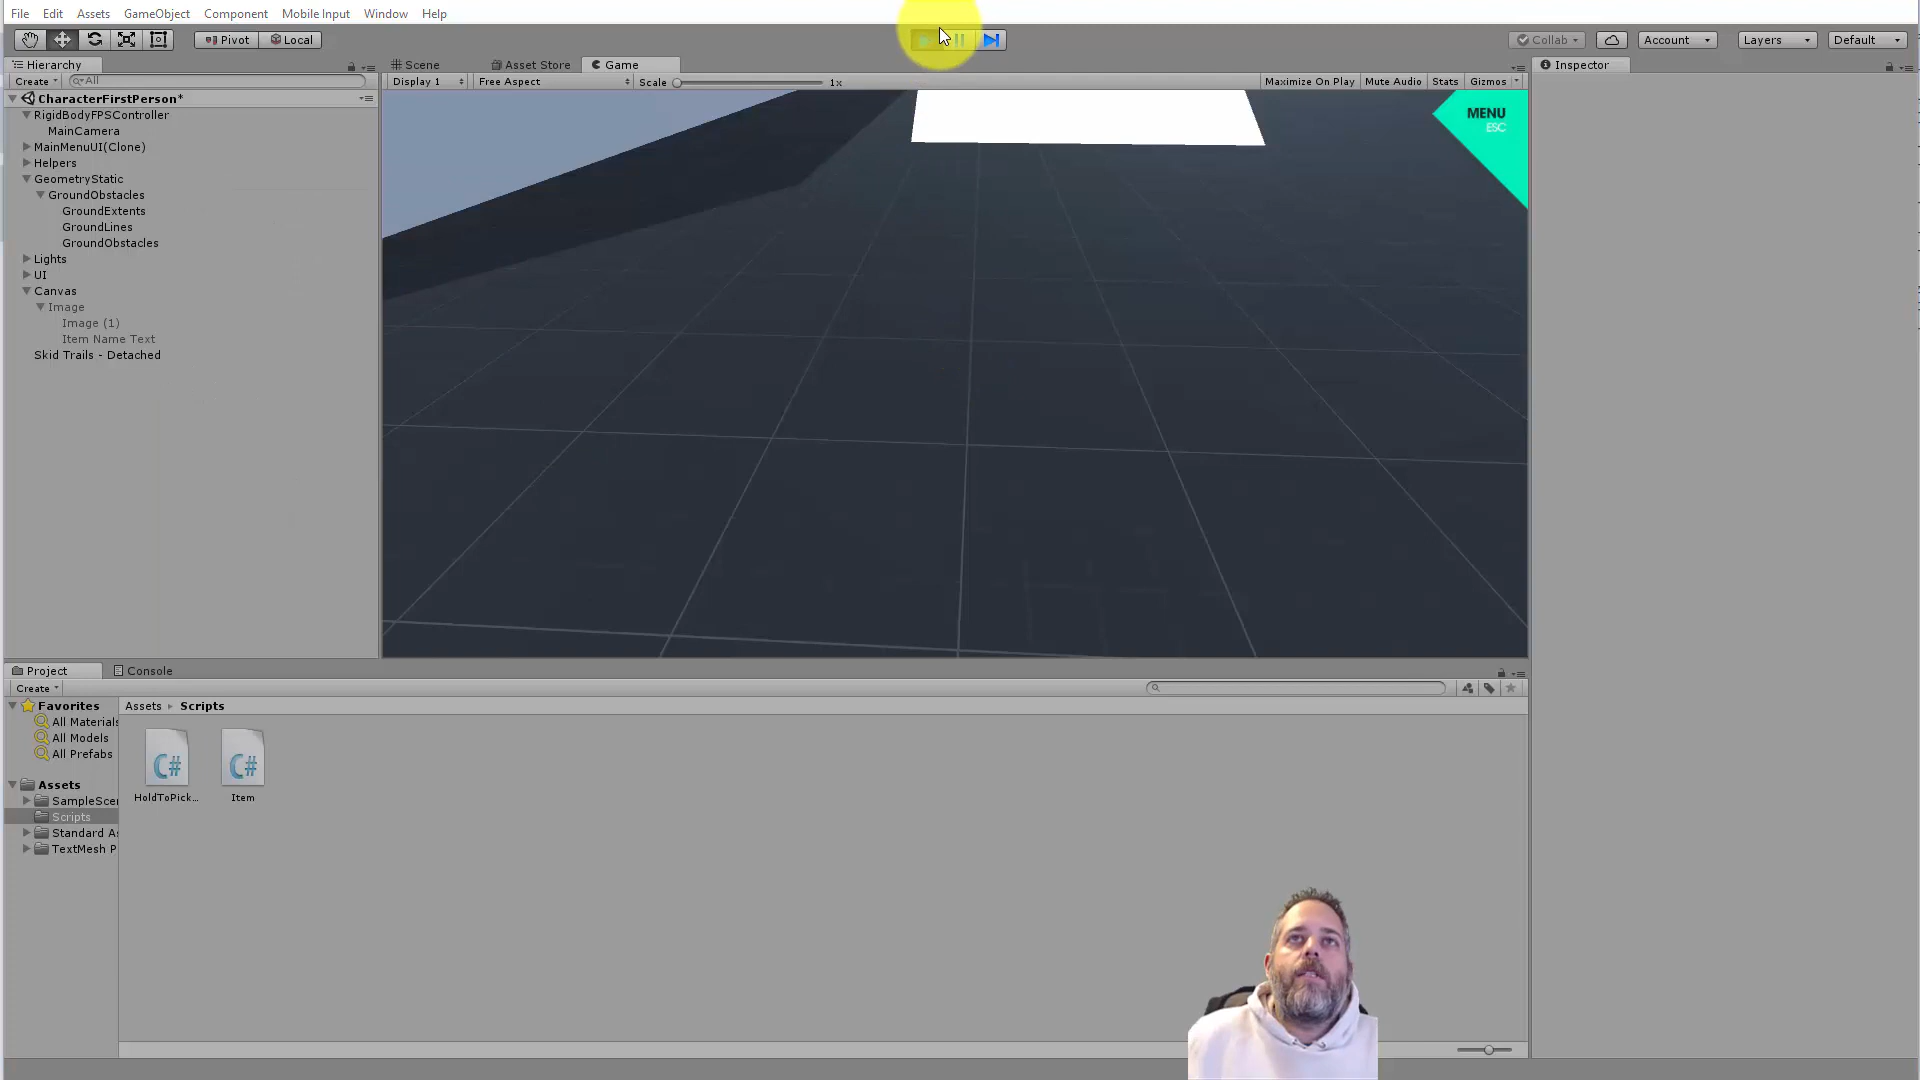 File Edit Assets GameObject Component Mobile Input Window Help
Pivot Local Collab Account Layers Default
Hierarchy Scene Asset Store Game Inspector
Create All Display 1 Free Aspect Scale 1x Maximize On Play Mute Audio Stats Gizmos
CharacterFirstPerson*
RigidBodyFPSController
MainCamera
MainMenuUI(Clone)
Helpers
GeometryStatic
GroundObstacles
GroundExtents
GroundLines
GroundObstacles
Lights
UI
Canvas
Image
Image (1)
Item Name Text
Skid Trails - Detached
MENU
ESC
Project Console
Create
Favorites
All Materials
All Models
All Prefabs
Assets
SampleScer
Scripts
Standard As
TextMesh P
Assets Scripts
C# C#
HoldToPick... Item